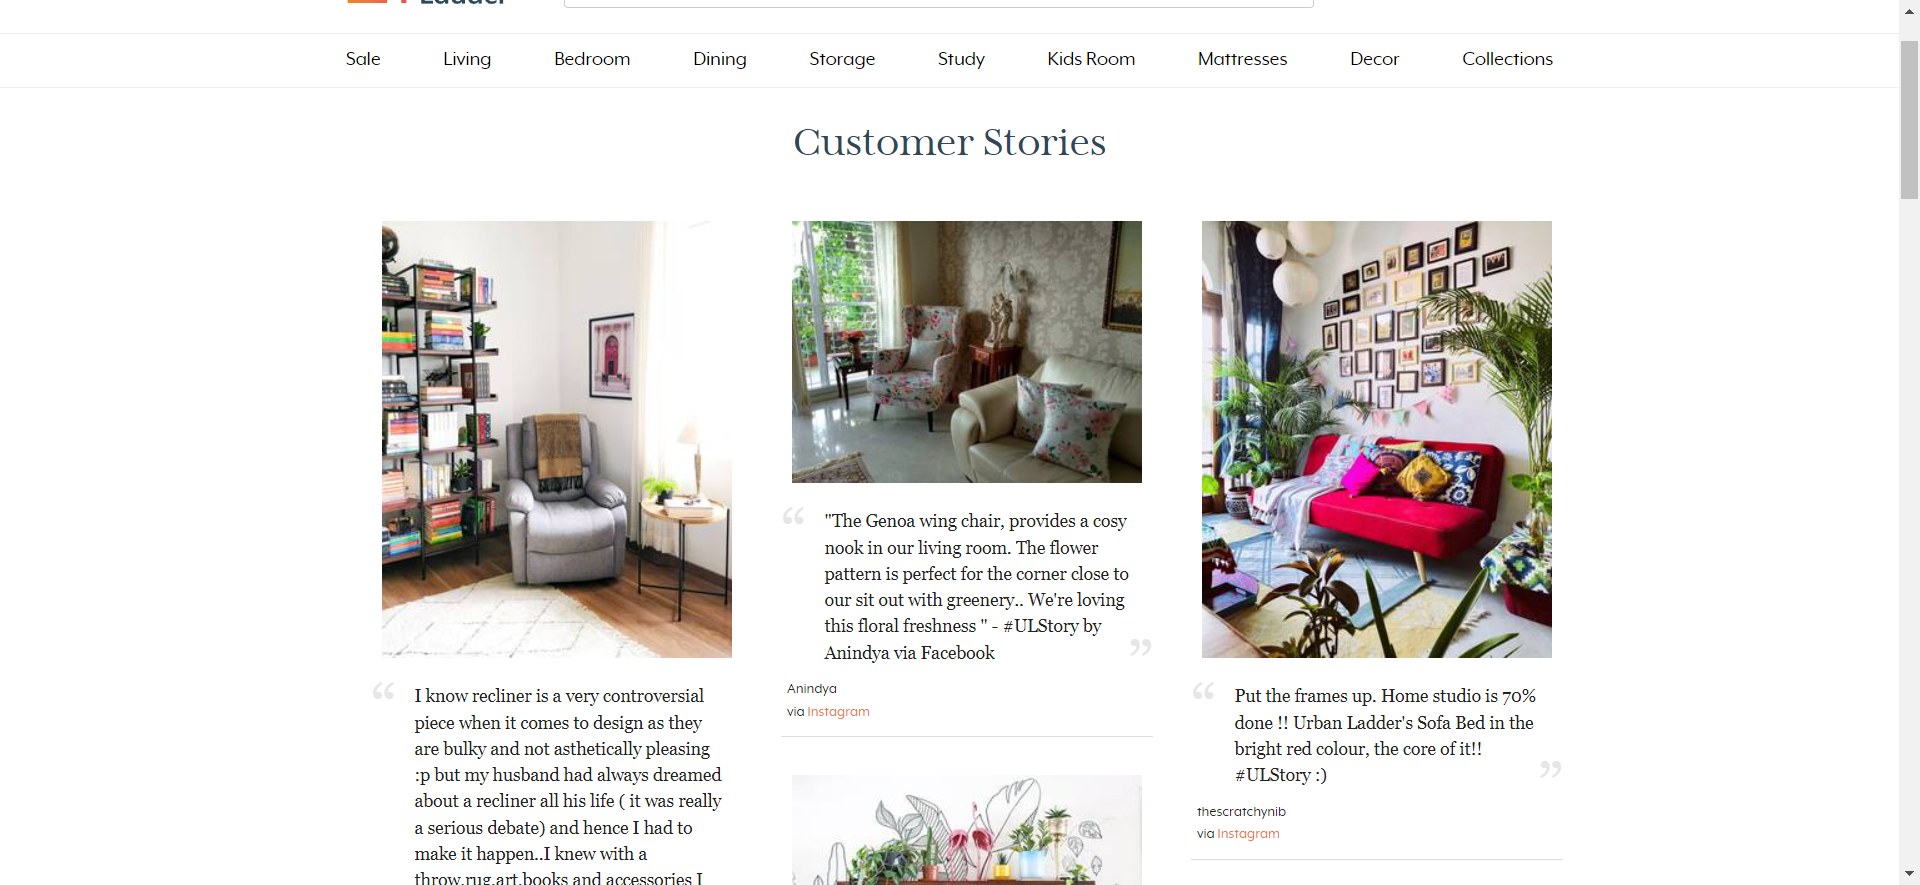 Sale Living Bedroom Dining Storage Study Kids Room Mattresses Decor Collections
Customer Stories
I know recliner is a very controversial
piece when it comes to design as they
are bulky and not asthetically pleasing
:p but my husband had always dreamed
about a recliner all his life ( it was really
a serious debate) and hence I had to
make it happen..I knew with a
throw,rug,art,books and accessories I
"The Genoa wing chair, provides a cosy
nook in our living room. The flower
pattern is perfect for the corner close to
our sit out with greenery.. We're loving
this floral freshness " - #ULStory by
Anindya via Facebook
Anindya
via Instagram
Put the frames up. Home studio is 70%
done !! Urban Ladder's Sofa Bed in the
bright red colour, the core of it!!
#ULStory :)
thescratchynib
via Instagram